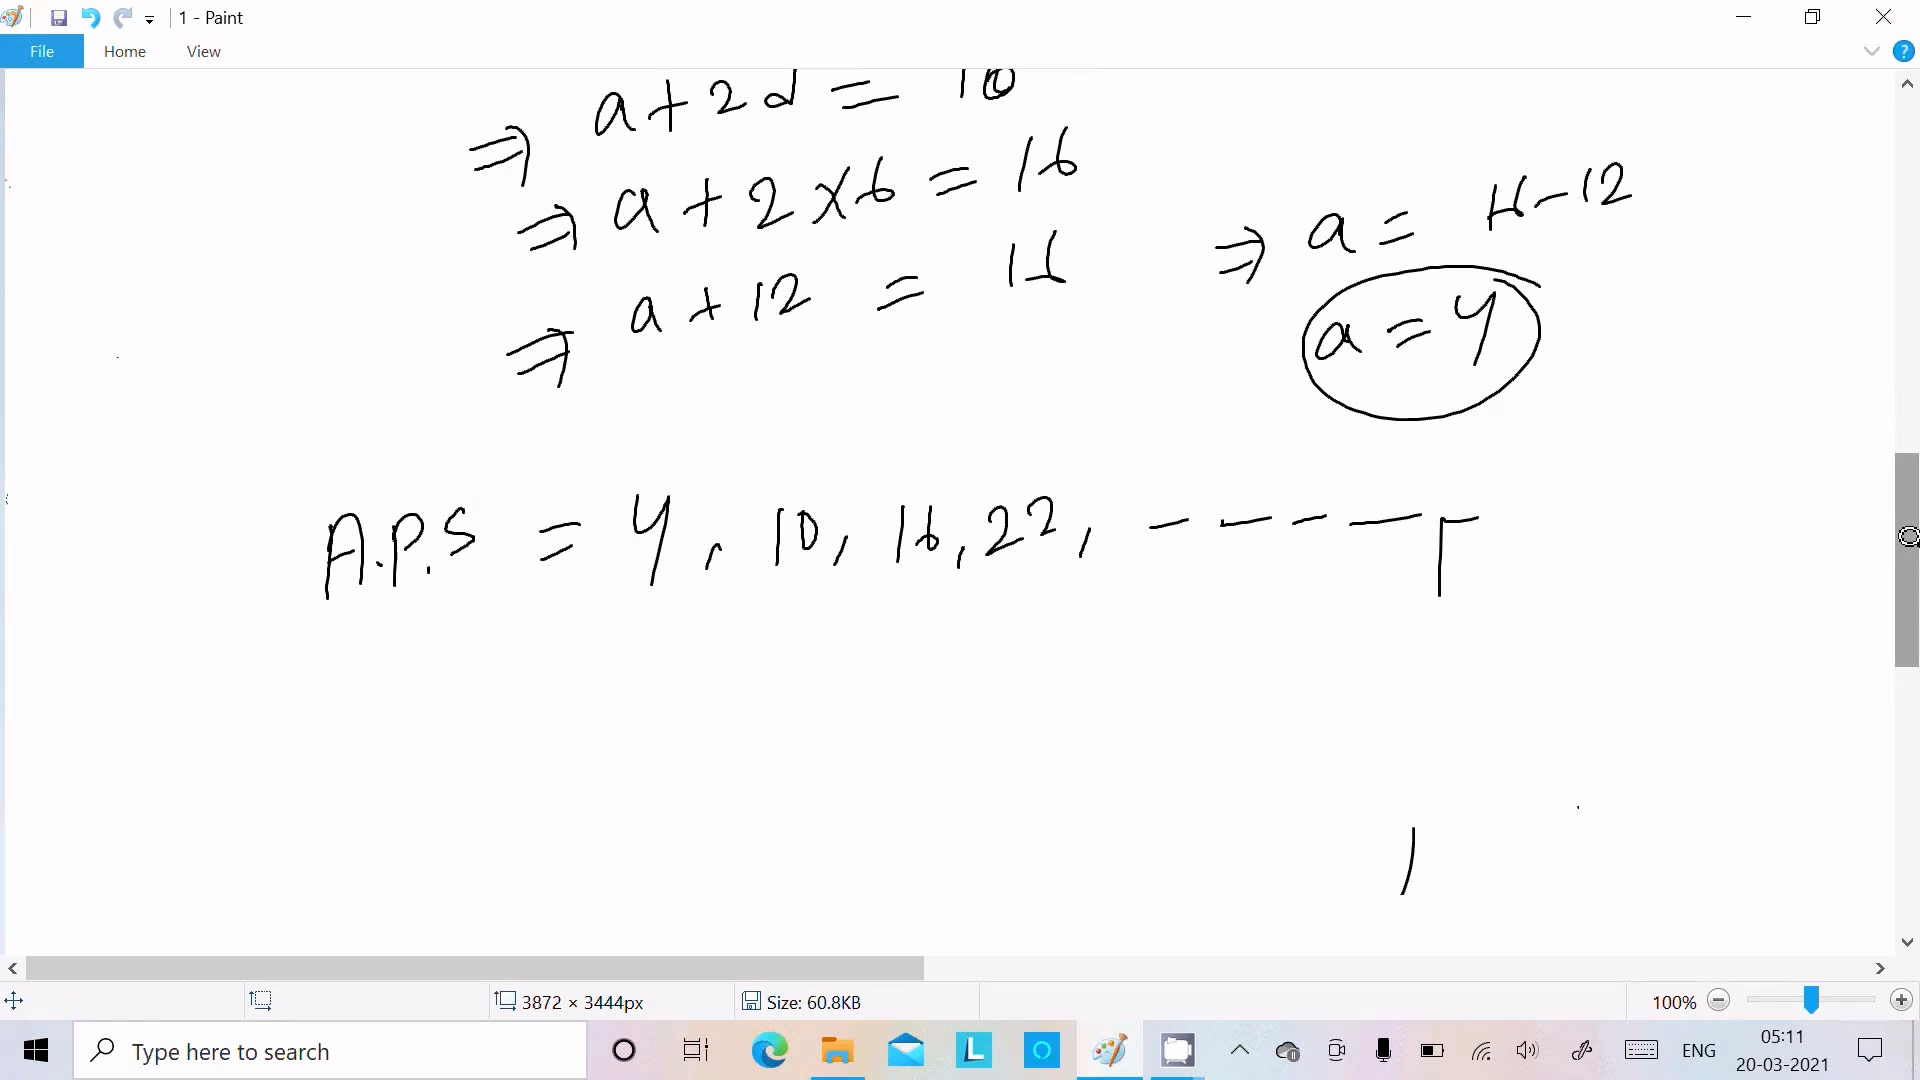 1 - Paint
File Home View
⇒ a + 2d = 16
⇒ a + 2 × 6 = 16
⇒ a = 16 - 12
⇒ a + 12 = 16
a = 4
A.P.S = 4, 10, 16, 22, - - - - -
3872 × 3444px Size: 60.8KB 100%
Type here to search
ENG
05:11
20-03-2021